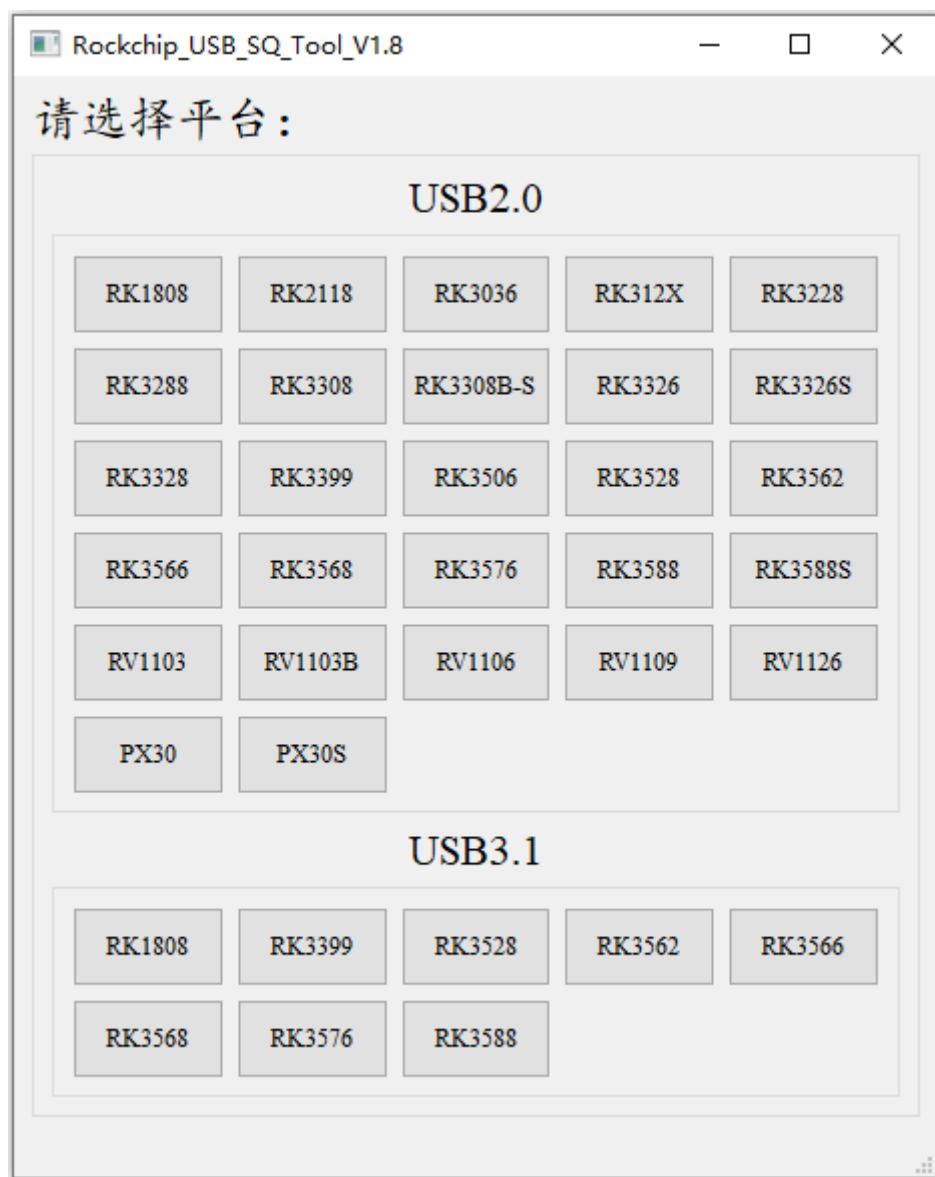 Rockchip_USB_SQ_Tool_V1.8
请选择平台：
USB2.0
RK1808 RK2118 RK3036 RK312X RK3228
RK3288 RK3308 RK3308B-S RK3326 RK3326S
RK3328 RK3399 RK3506 RK3528 RK3562
RK3566 RK3568 RK3576 RK3588 RK3588S
RV1103 RV1103B RV1106 RV1109 RV1126
PX30 PX30S
USB3.1
RK1808 RK3399 RK3528 RK3562 RK3566
RK3568 RK3576 RK3588